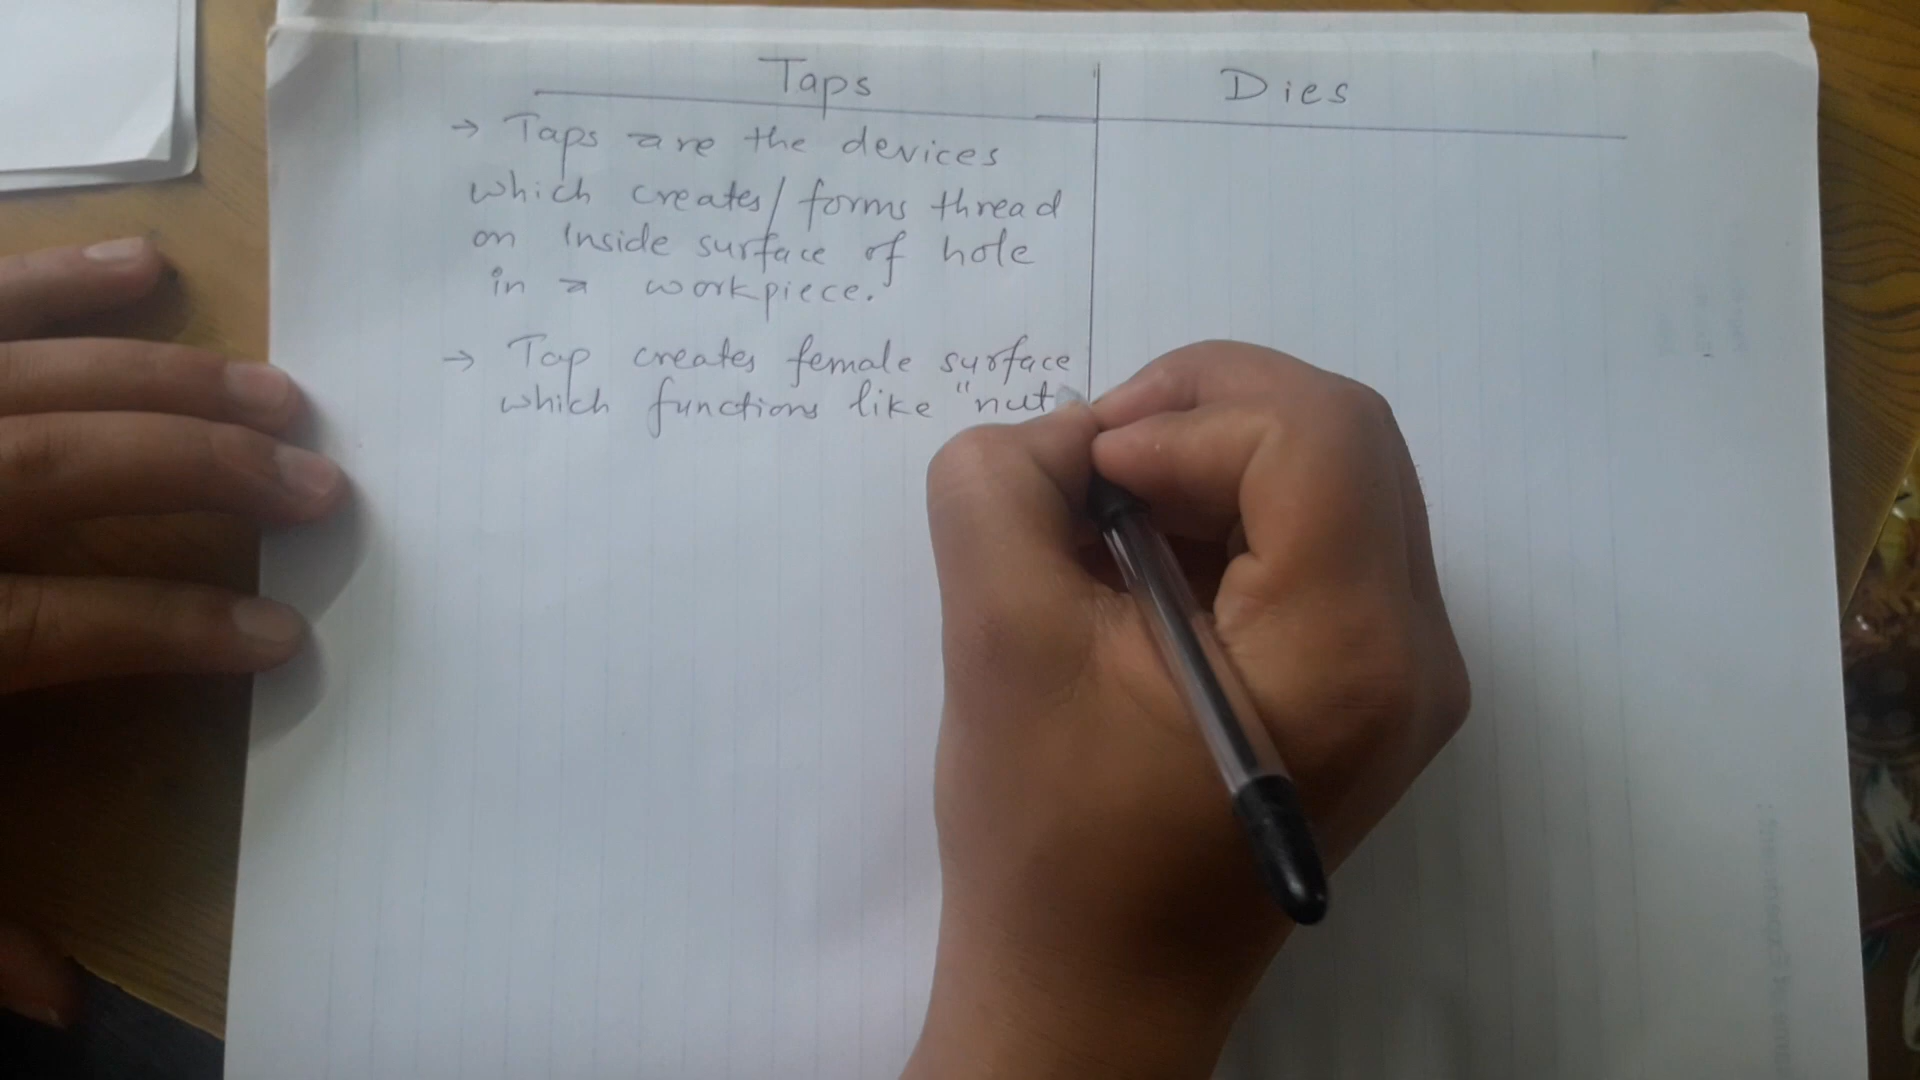 Taps
Dies
→ Taps are the devices
which creates/forms thread
on inside surface of hole
in a workpiece.
→ Tap creates female surface
which functions like "nut